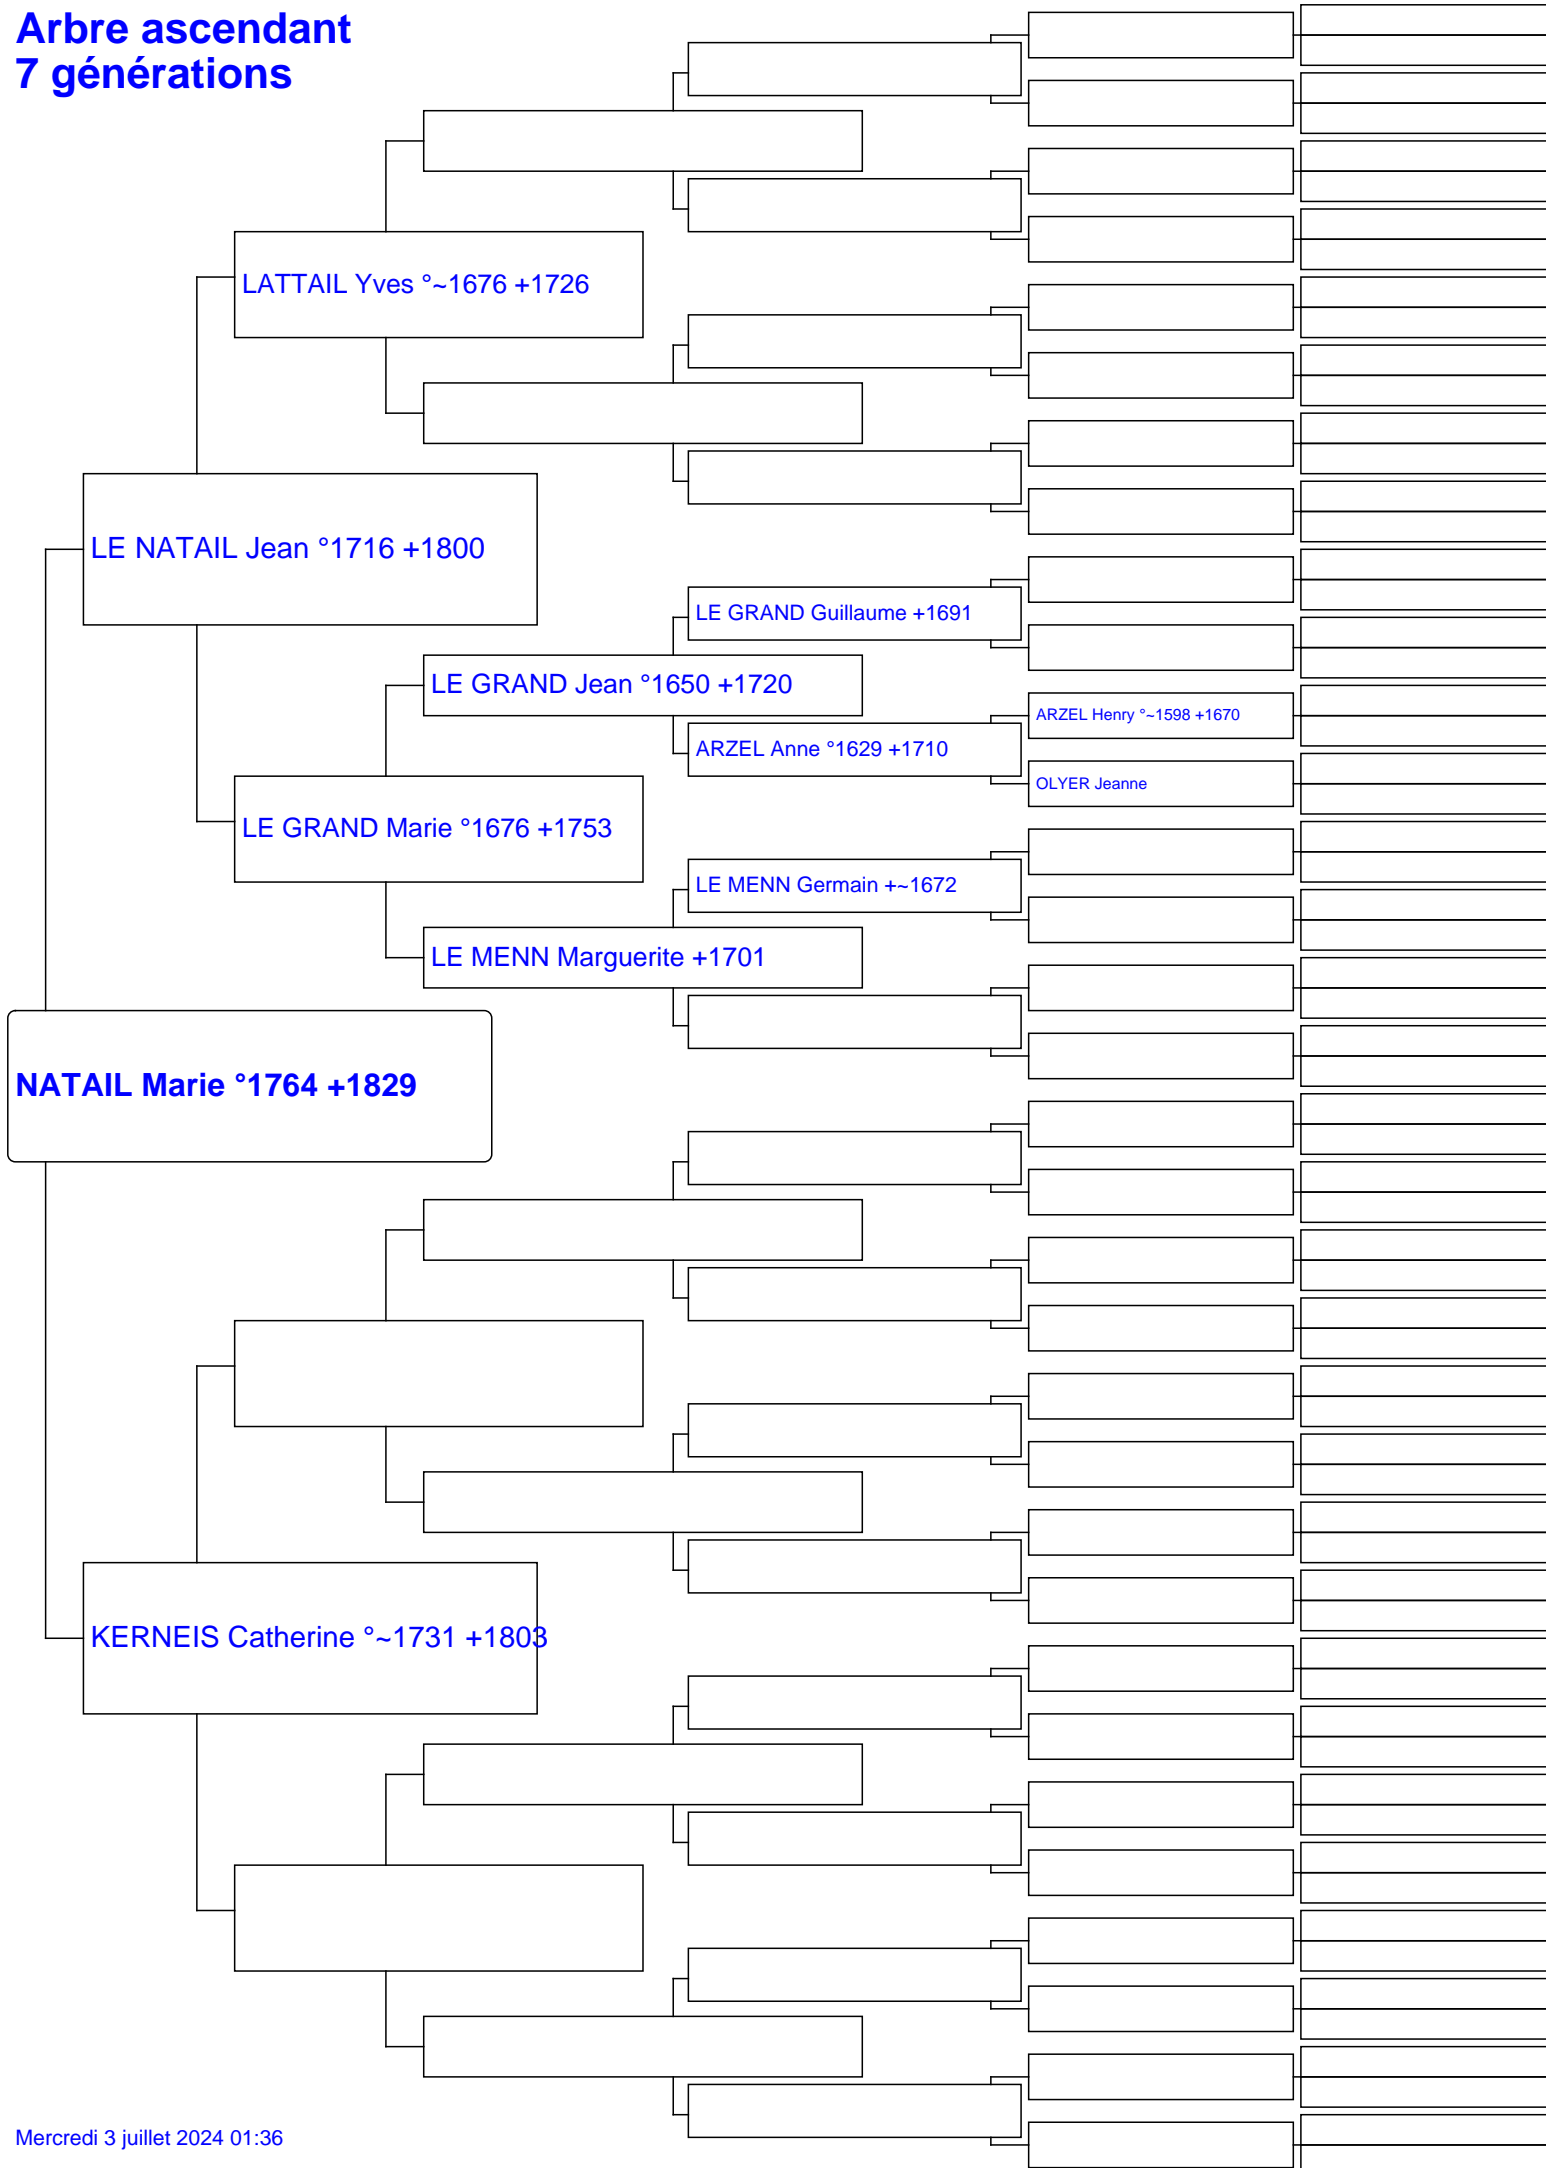 Arbre ascendant
7 générations
LATTAIL Yves °~1676 +1726
LE NATAIL Jean °1716 +1800
LE GRAND Guillaume +1691
LE GRAND Jean °1650 +1720
ARZEL Henry °~1598 +1670
ARZEL Anne °1629 +1710
OLYER Jeanne
LE GRAND Marie °1676 +1753
LE MENN Germain +~1672
LE MENN Marguerite +1701
NATAIL Marie °1764 +1829
KERNEIS Catherine °~1731 +1803
Mercredi 3 juillet 2024 01:36